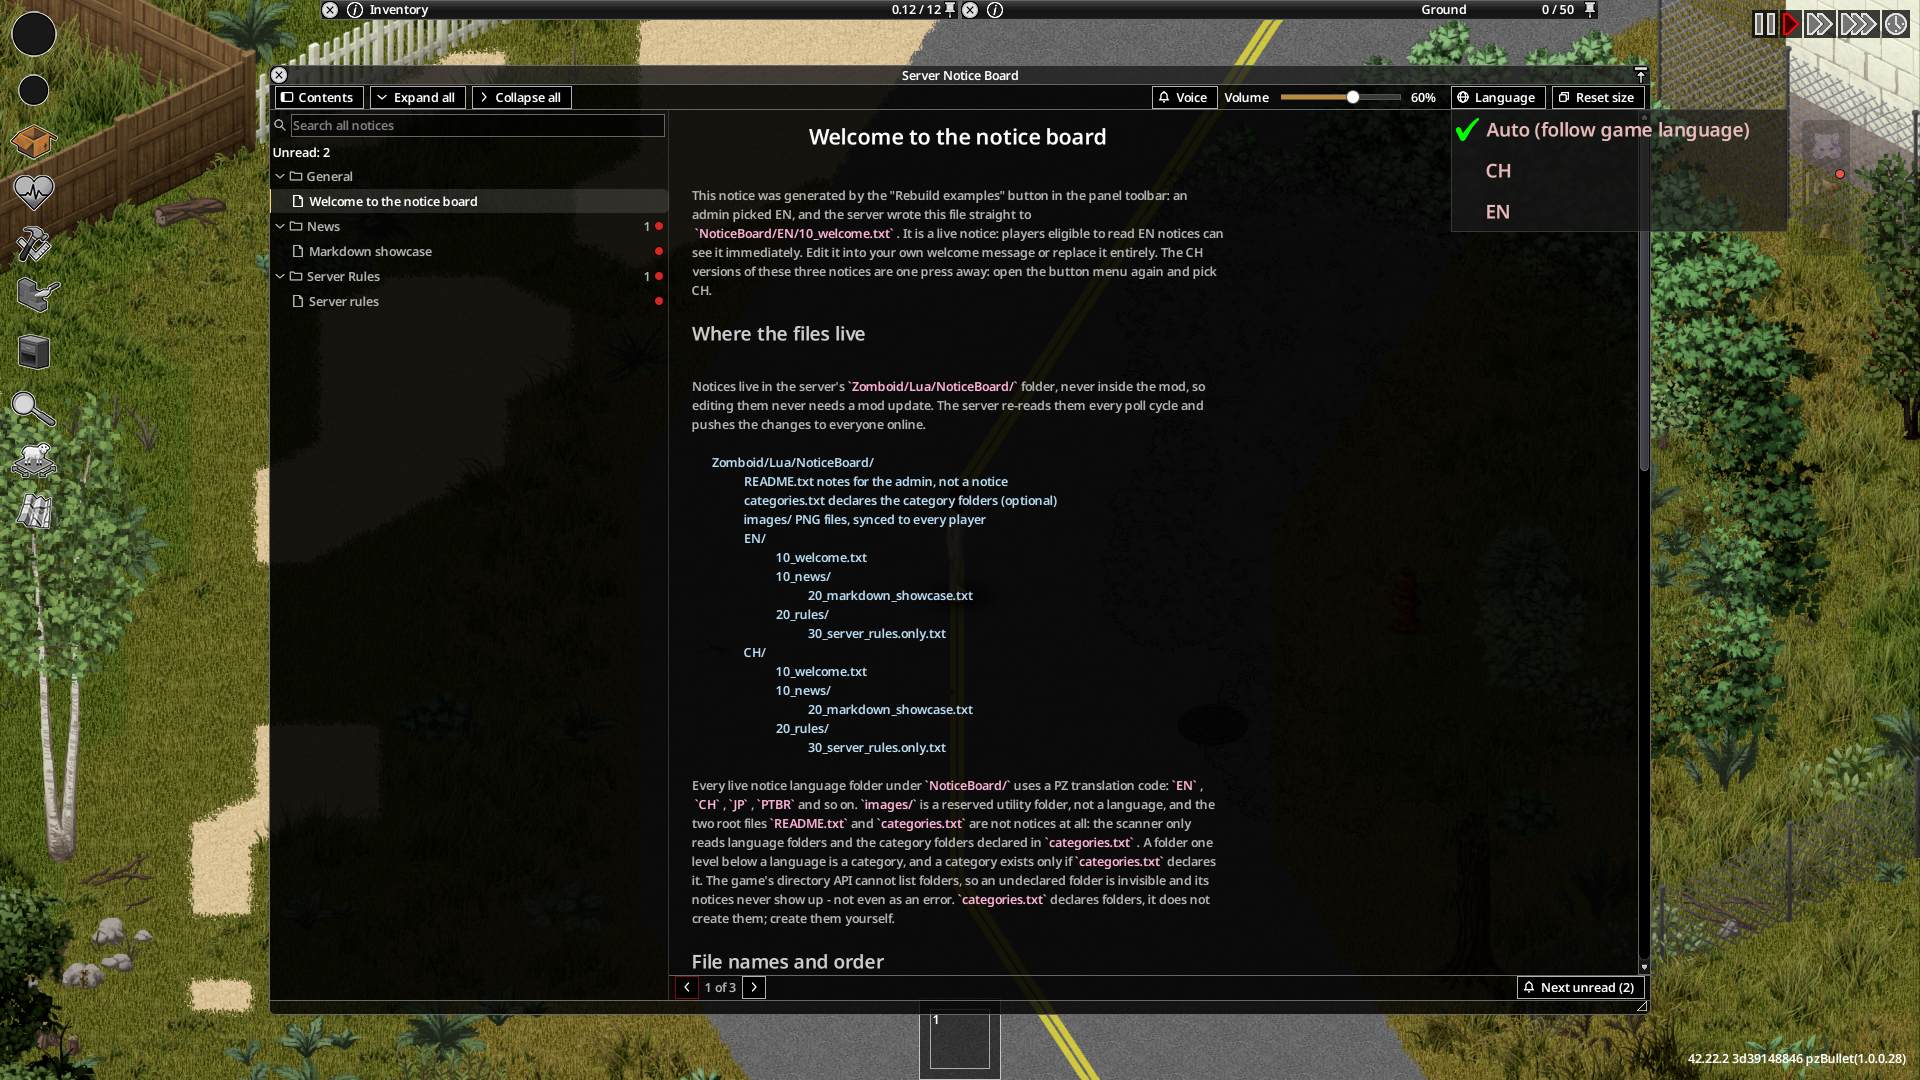 Inventory
0.12 / 12
Ground
0 / 50
Server Notice Board
Contents
Expand all
Collapse all
Voice
Volume
60%
Language
Reset size
Auto (follow game language)
CH
EN
Search all notices
Unread: 2
General
Welcome to the notice board
News
1
Markdown showcase
Server Rules
1
Server rules
Welcome to the notice board
This notice was generated by the "Rebuild examples" button in the panel toolbar: an
admin picked EN, and the server wrote this file straight to
`NoticeBoard/EN/10_welcome.txt` . It is a live notice: players eligible to read EN notices can
see it immediately. Edit it into your own welcome message or replace it entirely. The CH
versions of these three notices are one press away: open the button menu again and pick
CH.
Where the files live
Notices live in the server's `Zomboid/Lua/NoticeBoard/` folder, never inside the mod, so
editing them never needs a mod update. The server re-reads them every poll cycle and
pushes the changes to everyone online.
Zomboid/Lua/NoticeBoard/
README.txt notes for the admin, not a notice
categories.txt declares the category folders (optional)
images/ PNG files, synced to every player
EN/
10_welcome.txt
10_news/
20_markdown_showcase.txt
20_rules/
30_server_rules.only.txt
CH/
10_welcome.txt
10_news/
20_markdown_showcase.txt
20_rules/
30_server_rules.only.txt
Every live notice language folder under `NoticeBoard/` uses a PZ translation code: `EN` ,
`CH` , `JP` , `PTBR` and so on. `images/` is a reserved utility folder, not a language, and the
two root files `README.txt` and `categories.txt` are not notices at all: the scanner only
reads language folders and the category folders declared in `categories.txt` . A folder one
level below a language is a category, and a category exists only if `categories.txt` declares
it. The game's directory API cannot list folders, so an undeclared folder is invisible and its
notices never show up - not even as an error. `categories.txt` declares folders, it does not
create them; create them yourself.
File names and order
1 of 3
Next unread (2)
1
42.22.2 3d39148846 pzBullet(1.0.0.28)